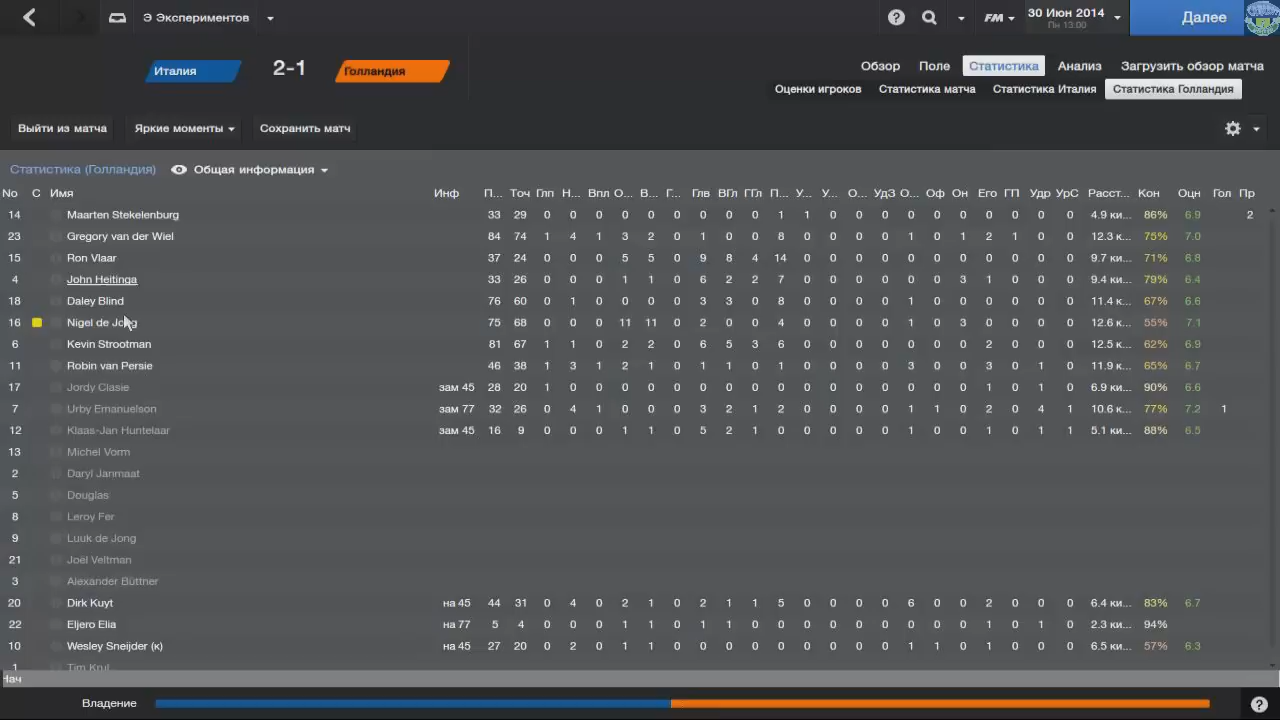 Э Экспериментов FM 30 Июн 2014 Пн 13:00 Далее
Италия 2-1 Голландия
Обзор Поле Статистика Анализ Загрузить обзор матча
Оценки игроков Статистика матча Статистика Италия Статистика Голландия
Выйти из матча Яркие моменты Сохранить матч
Статистика (Голландия) Общая информация
No С Имя Инф П... Точ Глп Н... Впл О... В... Г... Глв ВГл ГГл П... У... У... О... УдЗ О... Оф Он Его ГП Удр УрС Расст... Кон Оцн Гол Пр
14 Maarten Stekelenburg 33 29 0 0 0 0 0 0 0 0 0 1 1 0 0 0 0 0 0 0 0 0 0 4.9 ки... 86% 6.9 2
23 Gregory van der Wiel 84 74 1 4 1 3 2 0 1 0 0 8 0 0 0 0 1 0 1 2 1 0 0 12.3 ки... 75% 7.0
15 Ron Vlaar 37 24 0 0 0 5 5 0 9 8 4 14 0 0 0 0 0 0 0 0 0 0 0 9.7 ки... 71% 6.8
4 John Heitinga 33 26 0 0 0 1 1 0 6 2 2 7 0 0 0 0 1 0 3 1 0 0 0 9.4 ки... 79% 6.4
18 Daley Blind 76 60 0 1 0 0 0 0 3 3 0 8 0 0 0 0 0 0 0 0 0 0 0 11.4 ки... 67% 6.6
16 Nigel de Jong 75 68 0 0 0 11 11 0 2 0 0 4 0 0 0 0 1 0 3 0 0 0 0 12.6 ки... 55% 7.1
6 Kevin Strootman 81 67 1 1 0 2 2 0 6 5 3 6 0 0 0 0 0 0 0 2 0 0 0 12.5 ки... 62% 6.9
11 Robin van Persie 46 38 1 3 1 2 1 0 1 1 0 1 0 0 0 0 3 0 0 3 0 1 0 11.9 ки... 65% 6.7
17 Jordy Clasie зам 45 28 20 1 0 0 0 0 0 0 0 0 0 0 0 0 0 0 0 0 1 0 1 0 6.9 ки... 90% 6.6
7 Urby Emanuelson зам 77 32 26 0 4 1 0 0 0 3 2 1 2 0 0 0 0 1 1 0 2 0 4 1 10.6 ки... 77% 7.2 1
12 Klaas-Jan Huntelaar зам 45 16 9 0 0 0 1 1 0 5 2 1 0 0 0 0 0 1 0 0 1 0 1 1 5.1 ки... 88% 6.5
13 Michel Vorm
2 Daryl Janmaat
5 Douglas
8 Leroy Fer
9 Luuk de Jong
21 Joël Veltman
3 Alexander Büttner
20 Dirk Kuyt на 45 44 31 0 4 0 2 1 0 2 1 1 5 0 0 0 0 6 0 0 2 0 0 0 6.4 ки... 83% 6.7
22 Eljero Elia на 77 5 4 0 0 0 1 1 0 1 0 0 0 0 0 0 0 0 0 0 1 0 1 0 2.3 ки... 94%
10 Wesley Sneijder (к) на 45 27 20 0 2 0 1 1 0 0 0 0 0 0 0 0 0 1 1 0 1 0 0 0 6.5 ки... 57% 6.3
1 Tim Krul
Нач
Владение